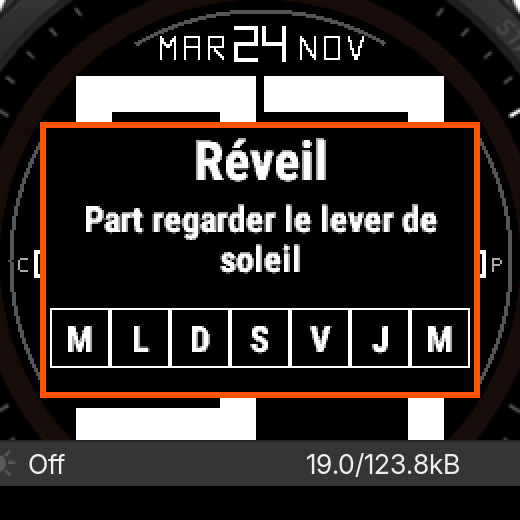 MAR 24 NOV
Réveil
Part regarder le lever de
soleil
C
P
M L D S V J M
Off
19.0/123.8kB